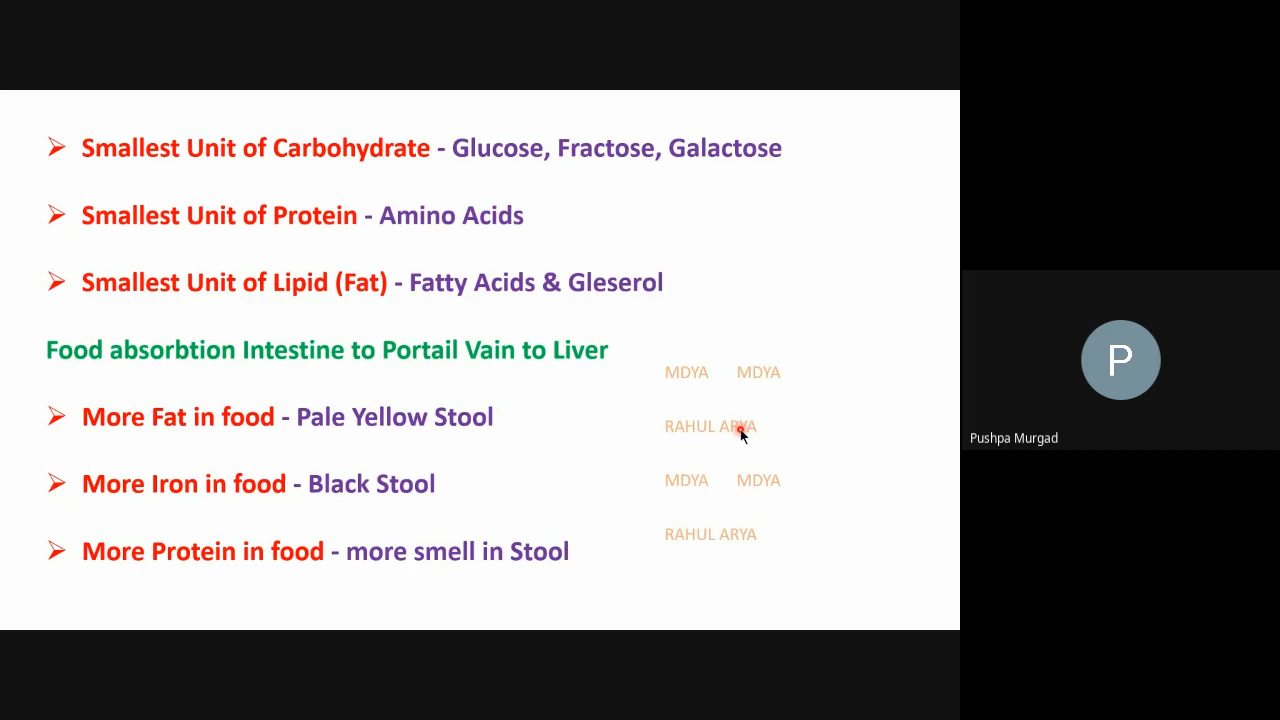 Smallest Unit of Carbohydrate - Glucose, Fractose, Galactose
Smallest Unit of Protein - Amino Acids
Smallest Unit of Lipid (Fat) - Fatty Acids & Gleserol
Food absorbtion Intestine to Portail Vain to Liver
MDYA MDYA
More Fat in food - Pale Yellow Stool
RAHUL ARYA
More Iron in food - Black Stool
MDYA MDYA
More Protein in food - more smell in Stool
RAHUL ARYA
P
Pushpa Murgad